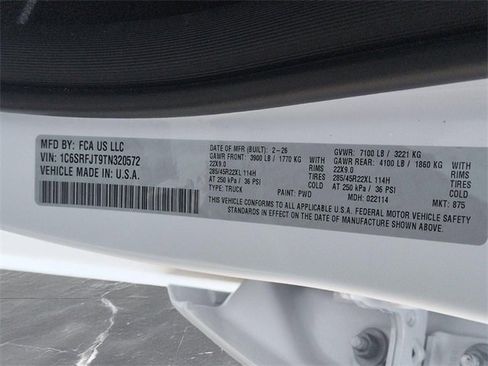 MFD BY: FCA US LLC
VIN: 1C6SRFJT9TN320572
VEHICLE MADE IN: U.S.A.
DATE OF MFR (BUILT): 2-26
GAWR FRONT: 3900 LB / 1770 KG
22X9.0 RIMS
285/45R22XL 114H TIRES
AT 250 kPa / 36 PSI
TYPE: TRUCK
PAINT: PWD
GVWR: 7100 LB / 3221 KG
GAWR REAR: 4100 LB / 1860 KG
22X9.0 RIMS
285/45R22XL 114H TIRES
AT 250 kPa / 36 PSI
MDH: 022114 MKT: 875
THIS VEHICLE CONFORMS TO ALL APPLICABLE U.S.A. FEDERAL MOTOR VEHICLE SAFETY
STANDARDS IN EFFECT ON THE DATE OF MANUFACTURE SHOWN ABOVE.